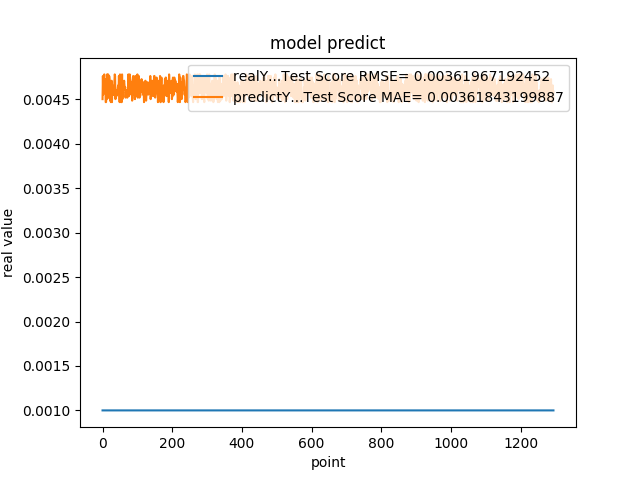 model predict
realY...Test Score RMSE= 0.00361967192452
predictY...Test Score MAE= 0.00361843199887
0.0045
0.0040
0.0035
0.0030
0.0025
0.0020
0.0015
0.0010
real value
0 200 400 600 800 1000 1200
point